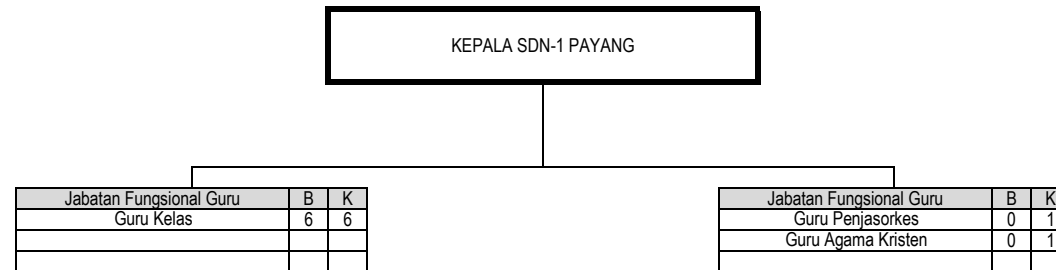 KEPALA SDN-1 PAYANG
Jabatan Fungsional Guru B K
Guru Kelas 6 6
Jabatan Fungsional Guru B K
Guru Penjasorkes 0 1
Guru Agama Kristen 0 1